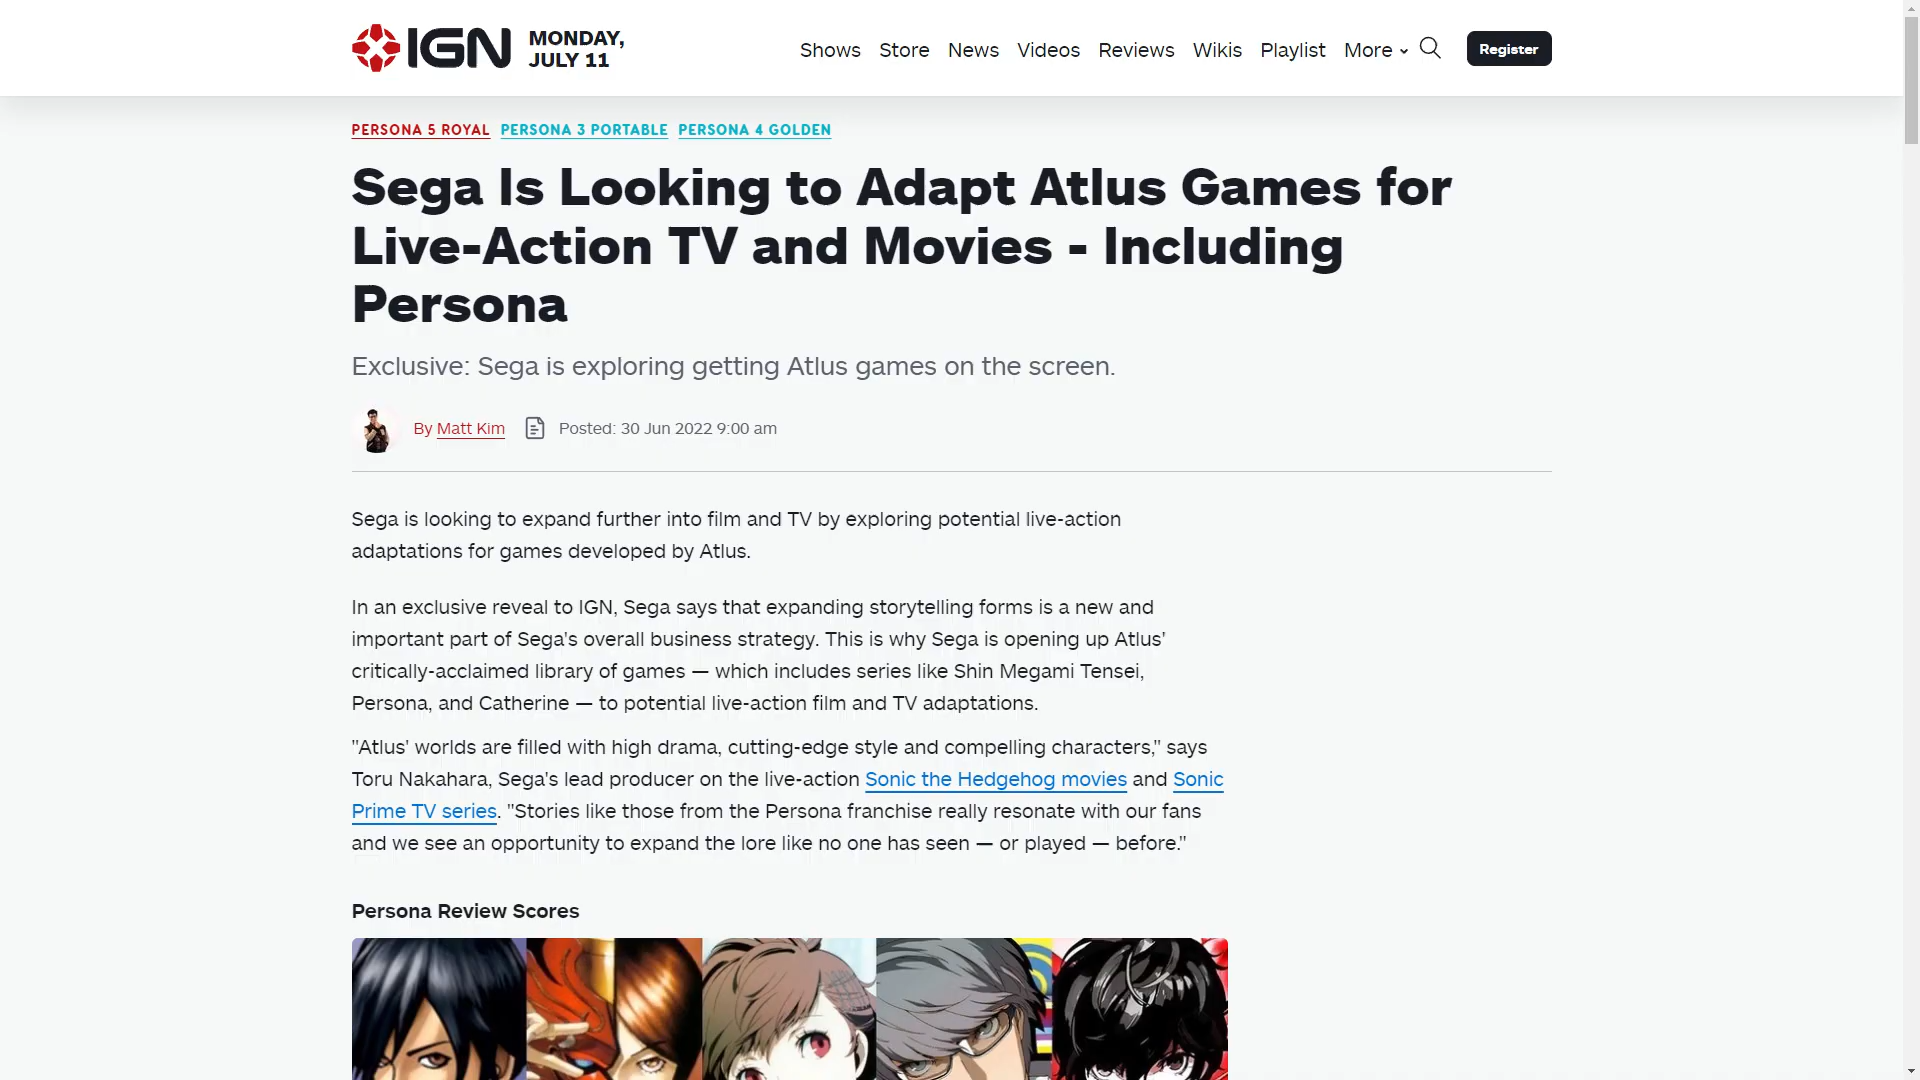 IGN
MONDAY,
JULY 11
Shows Store News Videos Reviews Wikis Playlist More Register
PERSONA 5 ROYAL PERSONA 3 PORTABLE PERSONA 4 GOLDEN
Sega Is Looking to Adapt Atlus Games for
Live-Action TV and Movies - Including
Persona
Exclusive: Sega is exploring getting Atlus games on the screen.
By Matt Kim Posted: 30 Jun 2022 9:00 am
Sega is looking to expand further into film and TV by exploring potential live-action
adaptations for games developed by Atlus.
In an exclusive reveal to IGN, Sega says that expanding storytelling forms is a new and
important part of Sega's overall business strategy. This is why Sega is opening up Atlus'
critically-acclaimed library of games — which includes series like Shin Megami Tensei,
Persona, and Catherine — to potential live-action film and TV adaptations.
"Atlus' worlds are filled with high drama, cutting-edge style and compelling characters," says
Toru Nakahara, Sega's lead producer on the live-action Sonic the Hedgehog movies and Sonic
Prime TV series. "Stories like those from the Persona franchise really resonate with our fans
and we see an opportunity to expand the lore like no one has seen — or played — before."
Persona Review Scores